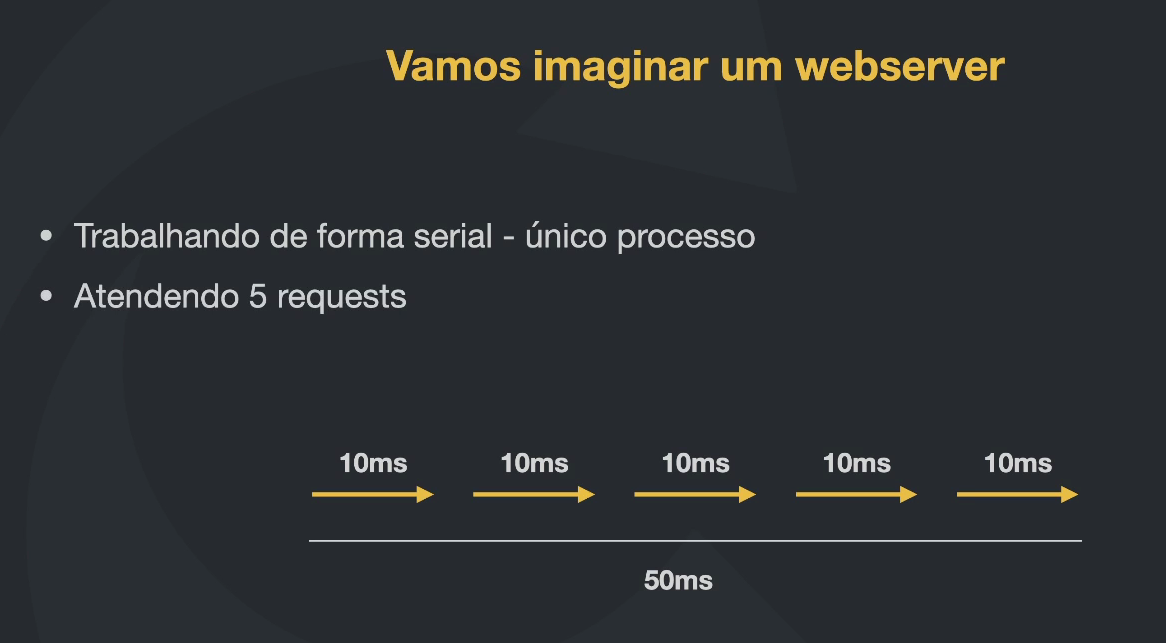 Vamos imaginar um webserver
• Trabalhando de forma serial - único processo
• Atendendo 5 requests
10ms 10ms 10ms 10ms 10ms
50ms